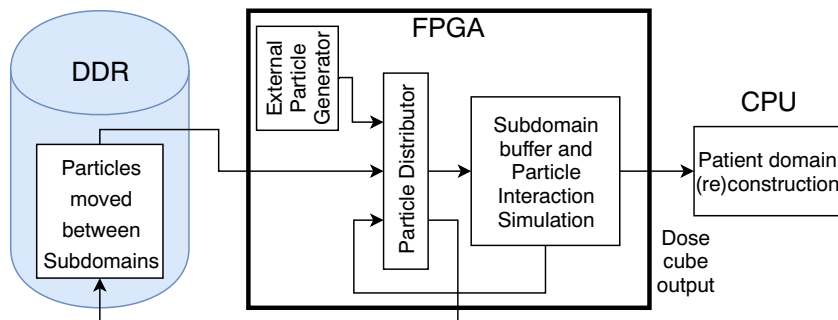 DDR
Particles
moved
between
Subdomains
FPGA
External
Particle
Generator
Particle Distributor
Subdomain
buffer and
Particle
Interaction
Simulation
CPU
Patient domain
(re)construction
Dose
cube
output